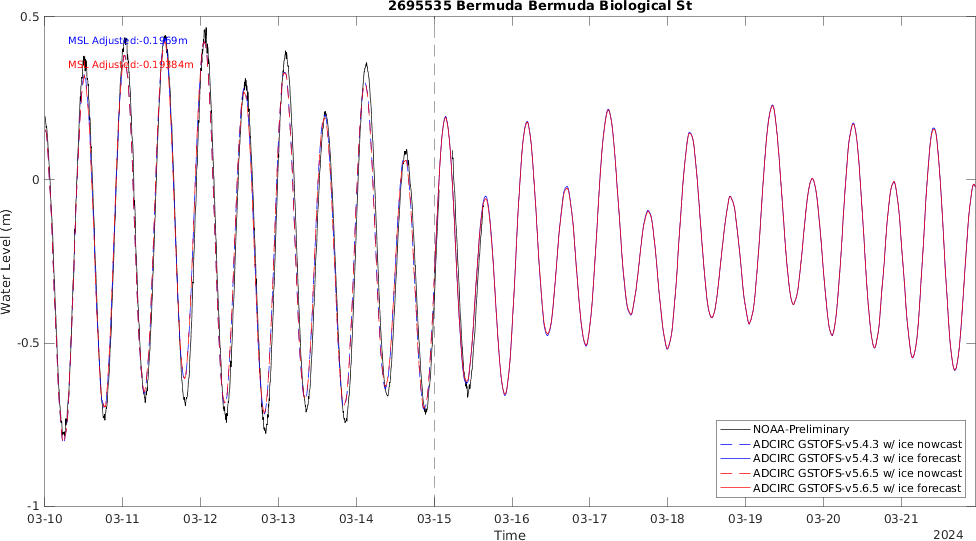 2695535 Bermuda Bermuda Biological St
0.5
MSL Adjusted:-0.1969m
MSL Adjusted:-0.19384m
0
Water Level (m)
-0.5
NOAA-Preliminary
ADCIRC GSTOFS-v5.4.3 w/ ice nowcast
ADCIRC GSTOFS-v5.4.3 w/ ice forecast
ADCIRC GSTOFS-v5.6.5 w/ ice nowcast
ADCIRC GSTOFS-v5.6.5 w/ ice forecast
-1
03-10 03-11 03-12 03-13 03-14 03-15 03-16 03-17 03-18 03-19 03-20 03-21
Time
2024